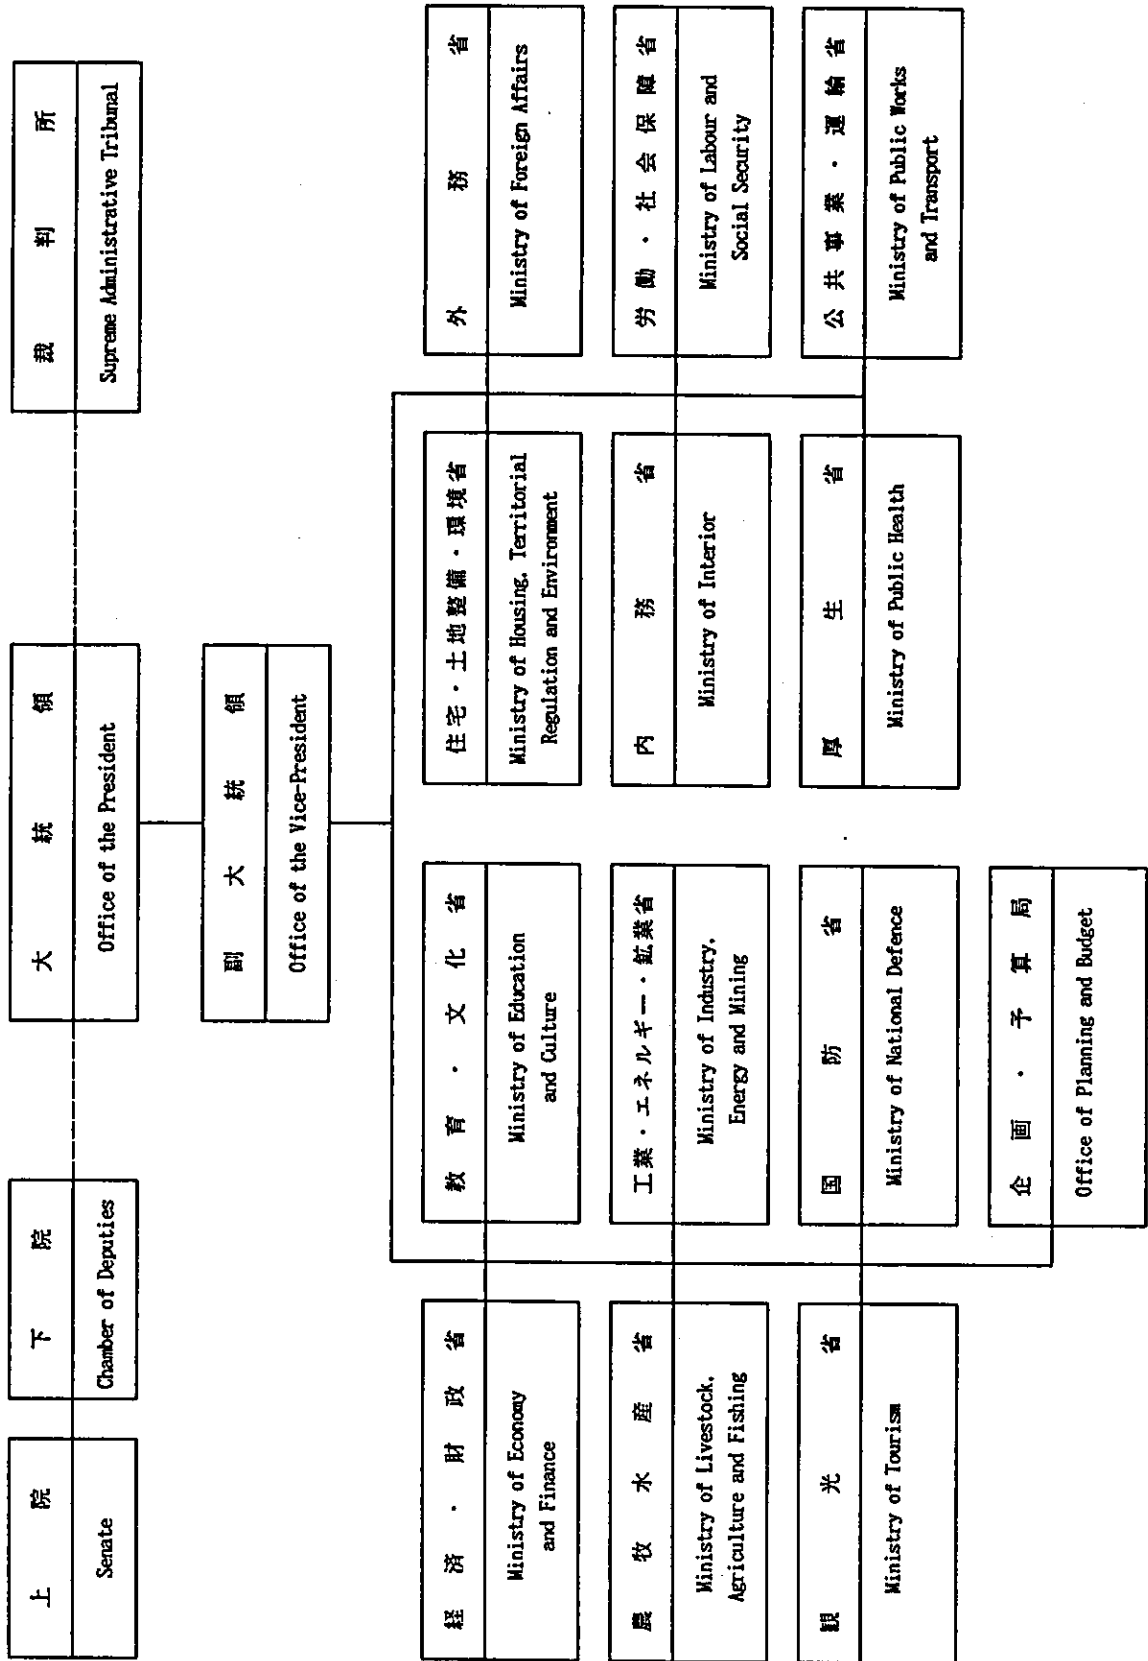 上院
Senate
下院
Chamber of Deputies
大統領
Office of the President
裁判所
Supreme Administrative Tribunal
副大統領
Office of the Vice-President
経済・財政省
Ministry of Economy
and Finance
教育・文化省
Ministry of Education
and Culture
住宅・土地整備・環境省
Ministry of Housing, Territorial
Regulation and Environment
外務省
Ministry of Foreign Affairs
農牧水産省
Ministry of Livestock,
Agriculture and Fishing
工業・エネルギー・鉱業省
Ministry of Industry,
Energy and Mining
内務省
Ministry of Interior
労働・社会保障省
Ministry of Labour and
Social Security
観光省
Ministry of Tourism
国防省
Ministry of National Defence
厚生省
Ministry of Public Health
公共事業・運輸省
Ministry of Public Works
and Transport
企画・予算局
Office of Planning and Budget